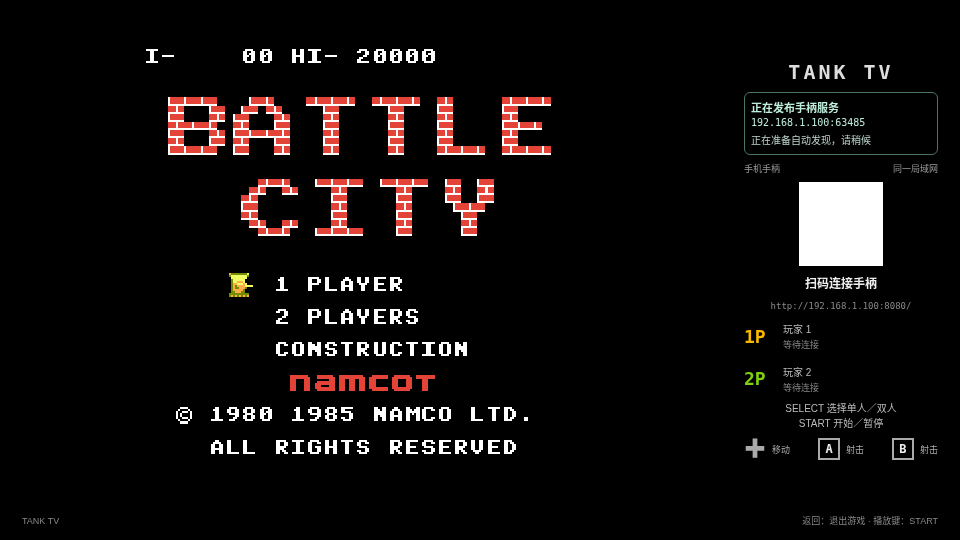 I-     00 HI- 20000
BATTLE
CITY
1 PLAYER
2 PLAYERS
CONSTRUCTION
namcot
© 1980 1985 NAMCO LTD.
ALL RIGHTS RESERVED
TANK TV
正在发布手柄服务
192.168.1.100:63485
正在准备自动发现，请稍候
手机手柄 同一局域网
扫码连接手柄
http://192.168.1.100:8080/
1P 玩家 1
等待连接
2P 玩家 2
等待连接
SELECT 选择单人／双人
START 开始／暂停
移动 A 射击 B 射击
TANK TV
返回：退出游戏 · 播放键：START